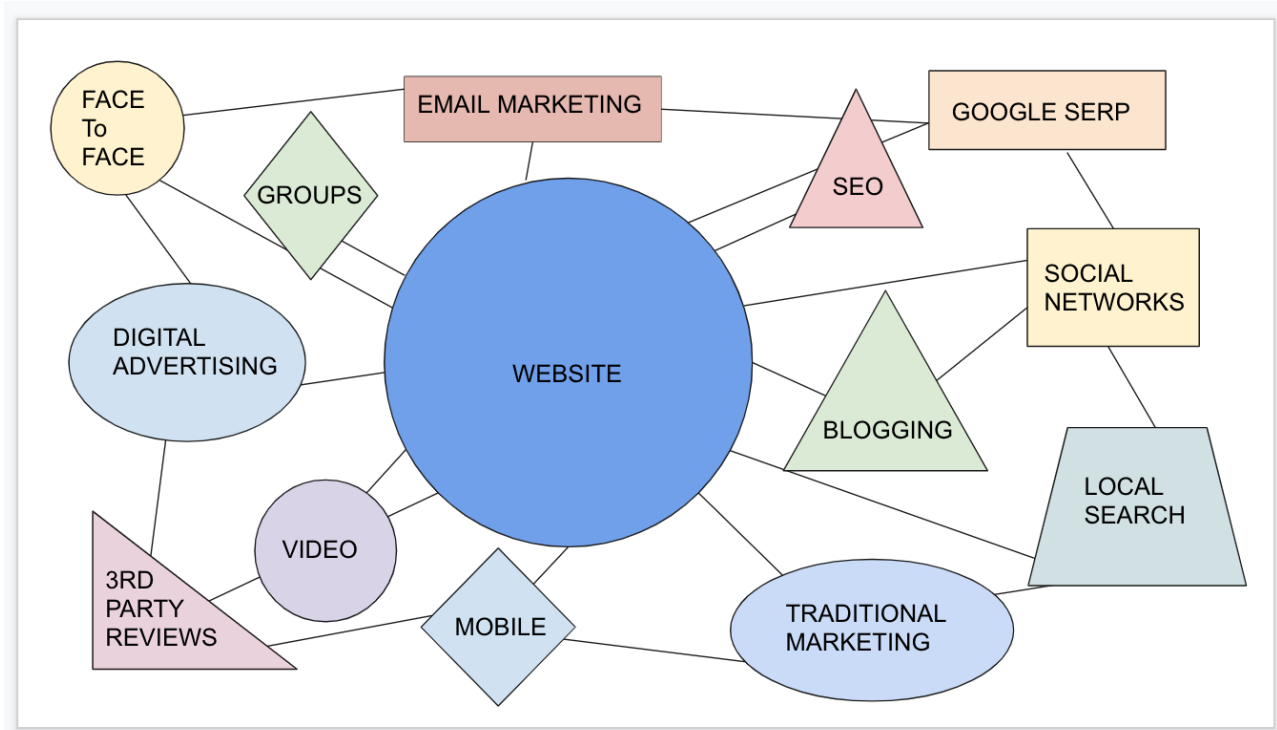 FACE
To
FACE
EMAIL MARKETING
GOOGLE SERP
GROUPS
SEO
SOCIAL
NETWORKS
DIGITAL
ADVERTISING
WEBSITE
BLOGGING
LOCAL
SEARCH
VIDEO
3RD
PARTY
REVIEWS
MOBILE
TRADITIONAL
MARKETING